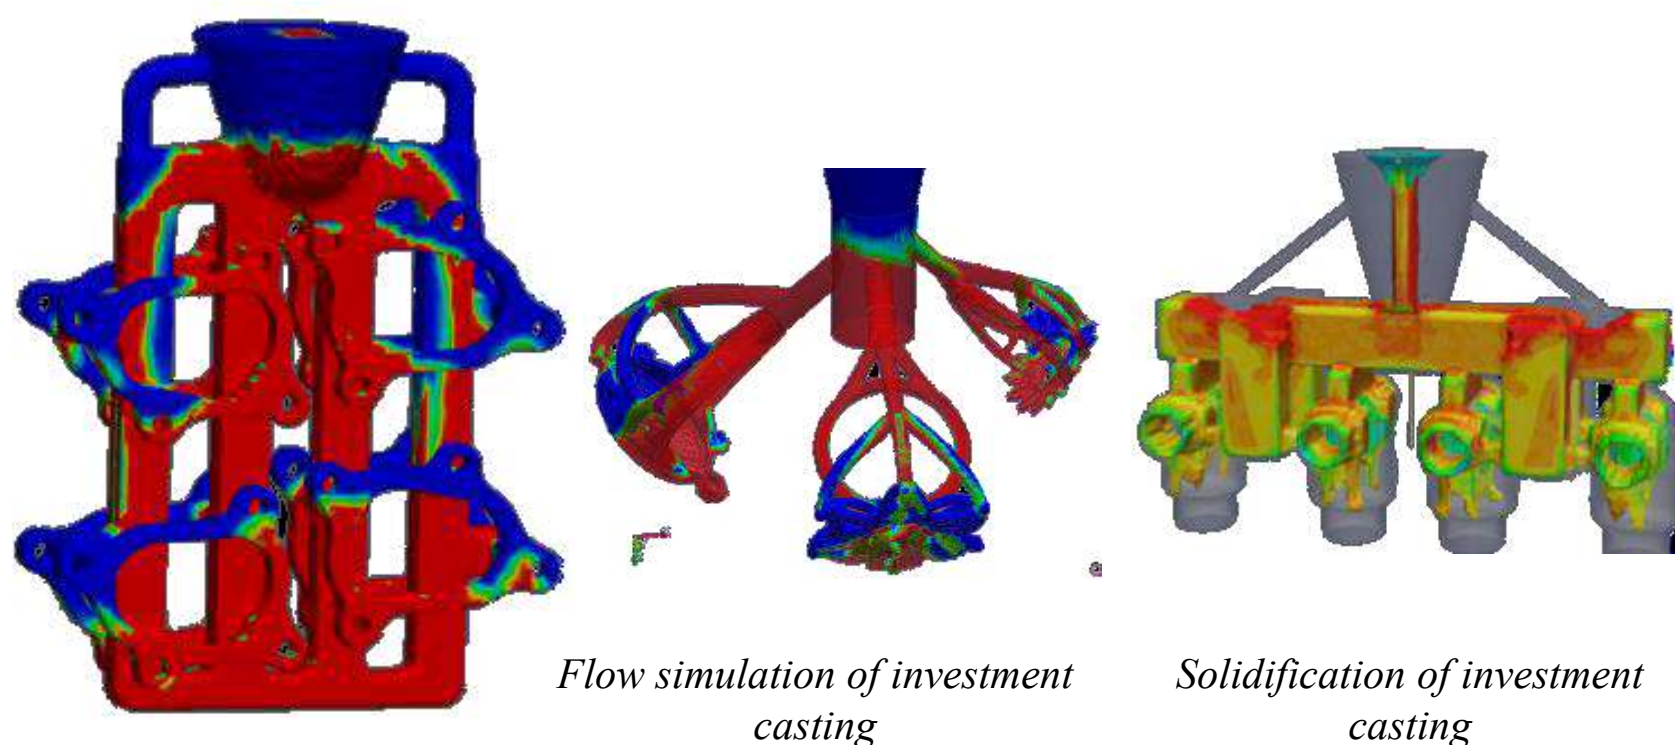 Flow simulation of investment
casting
Solidification of investment
casting